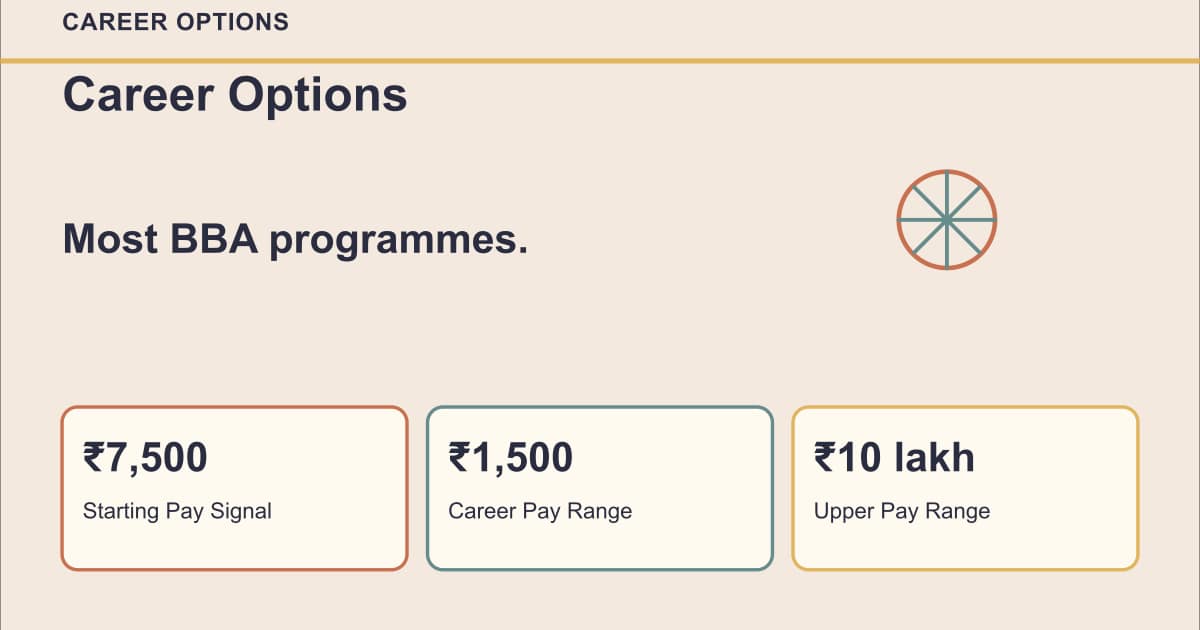 CAREER OPTIONS
Career Options
Most BBA programmes.
₹7,500
Starting Pay Signal
₹1,500
Career Pay Range
₹10 lakh
Upper Pay Range